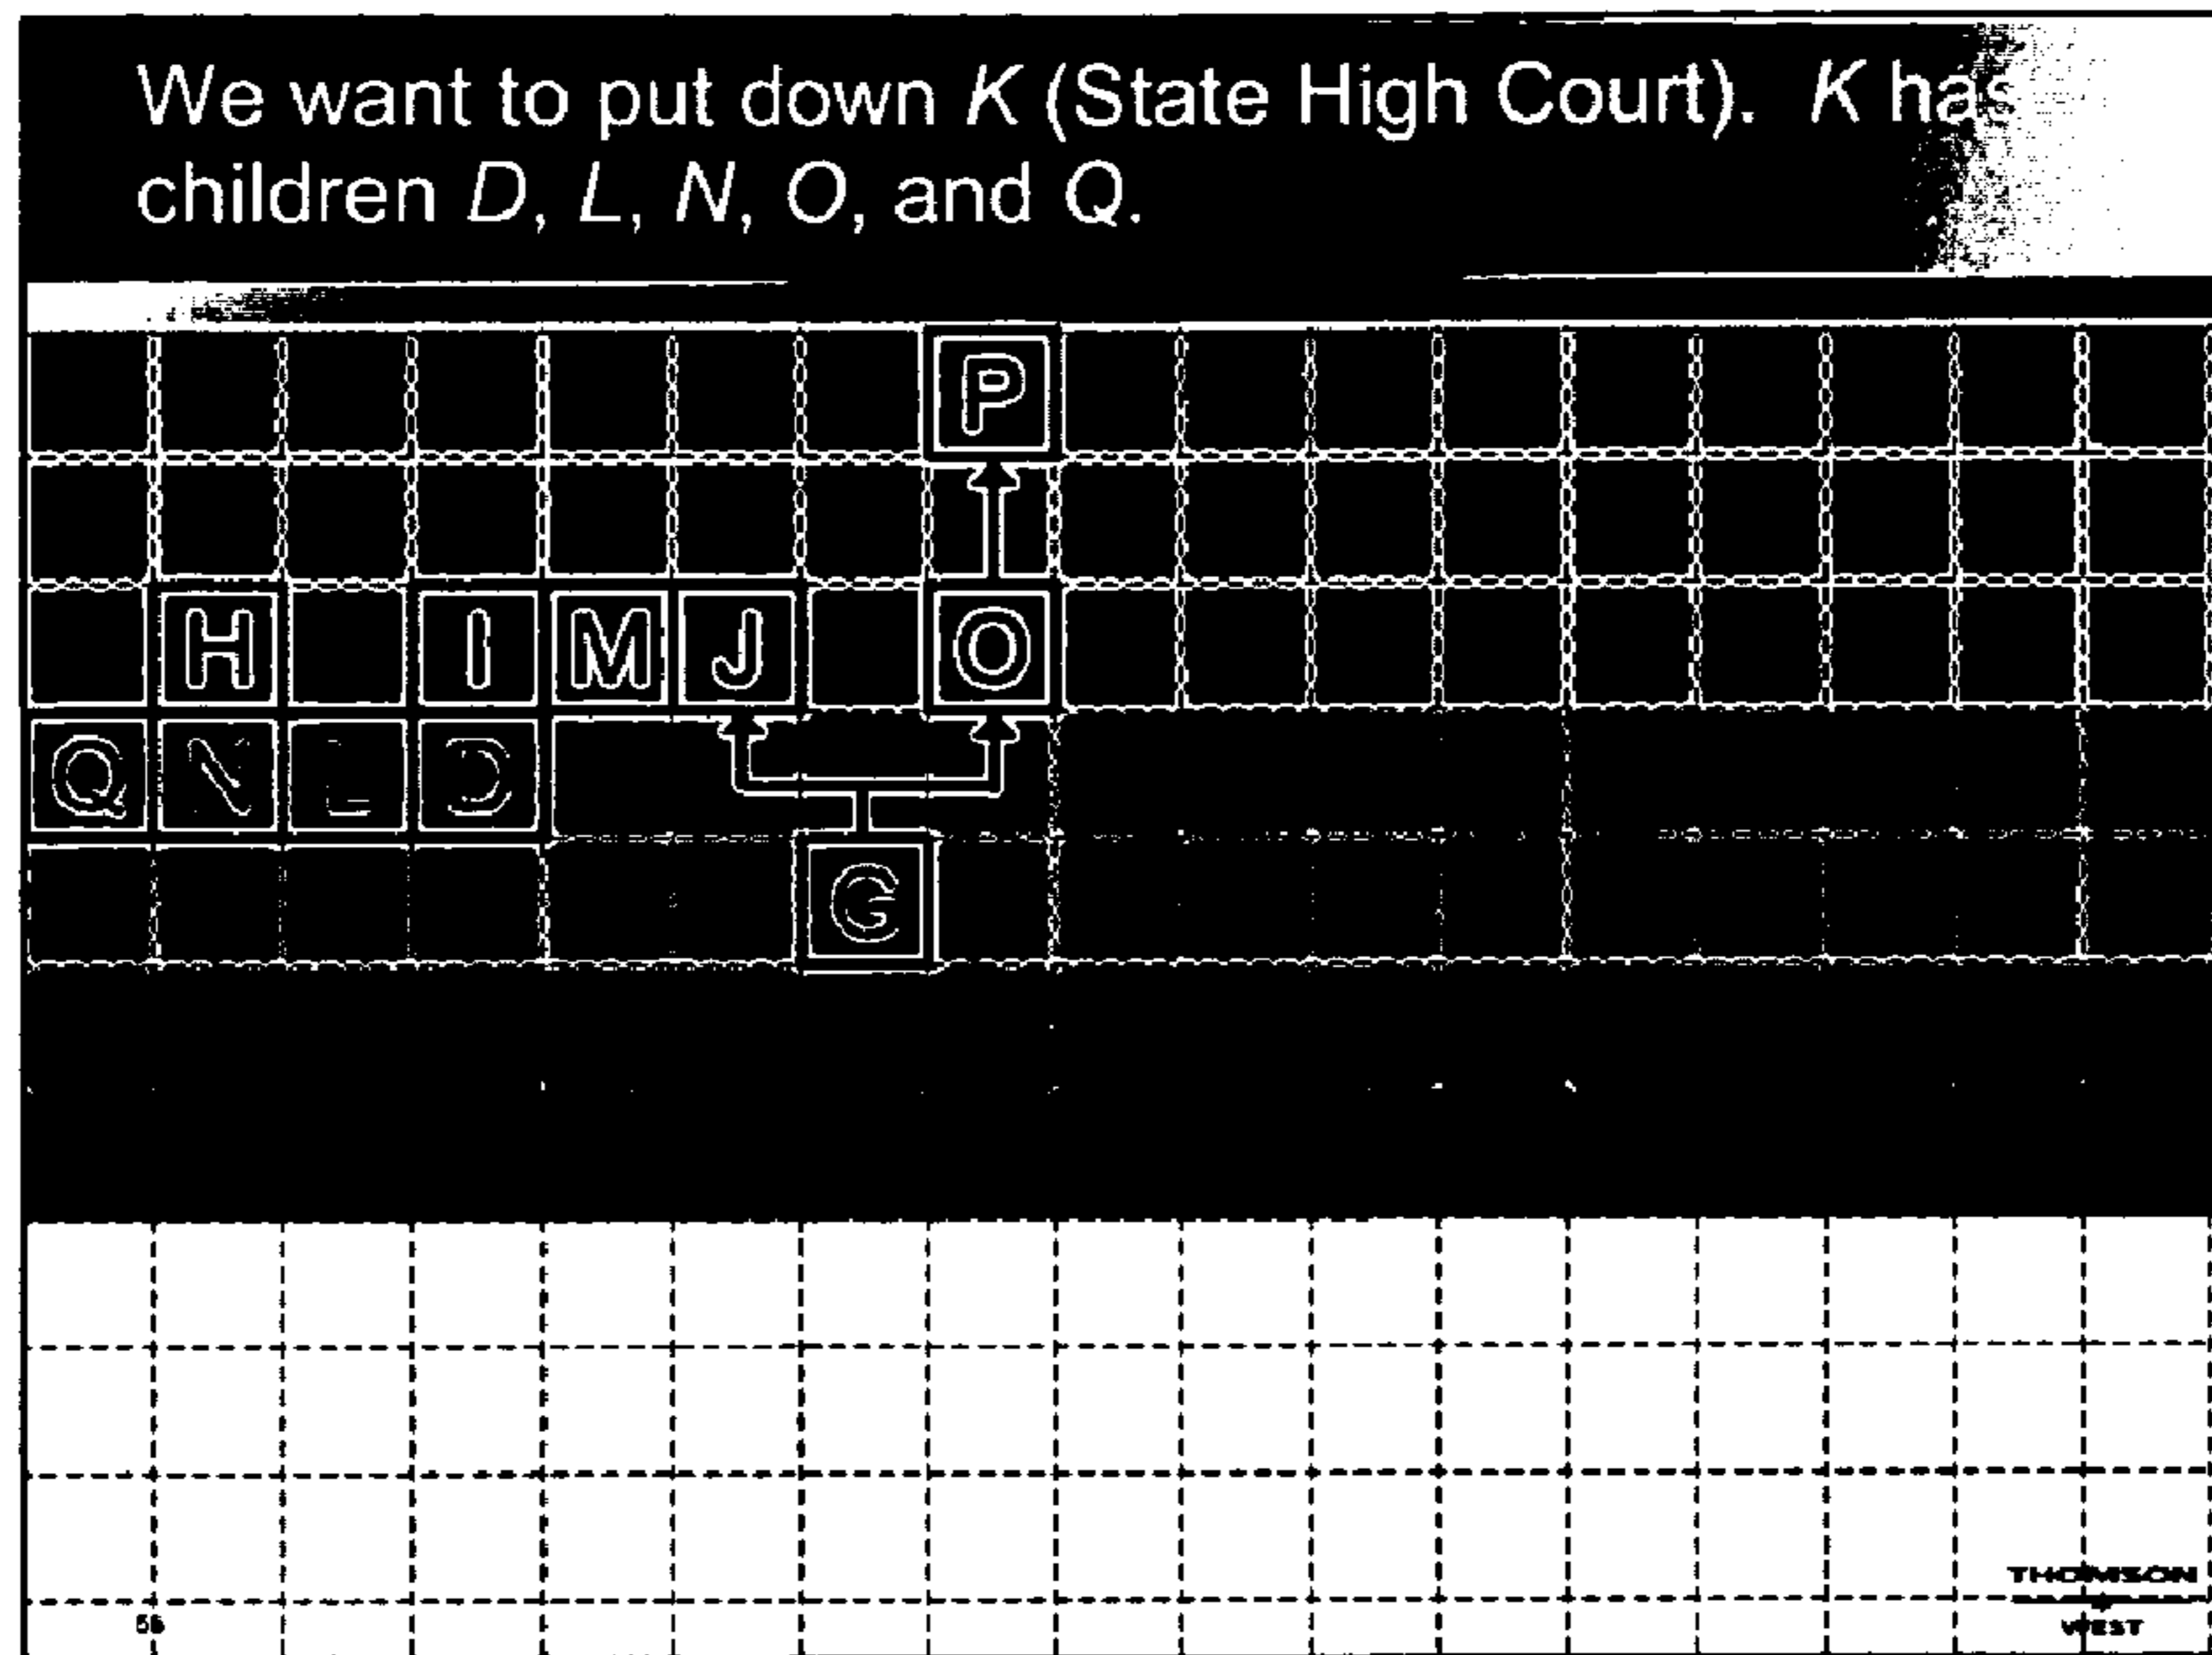 We want to put down K (State High Court). K has
children D, L, N, O, and Q.
P
H I M J O
Q N L D
G
THOMSON
WEST